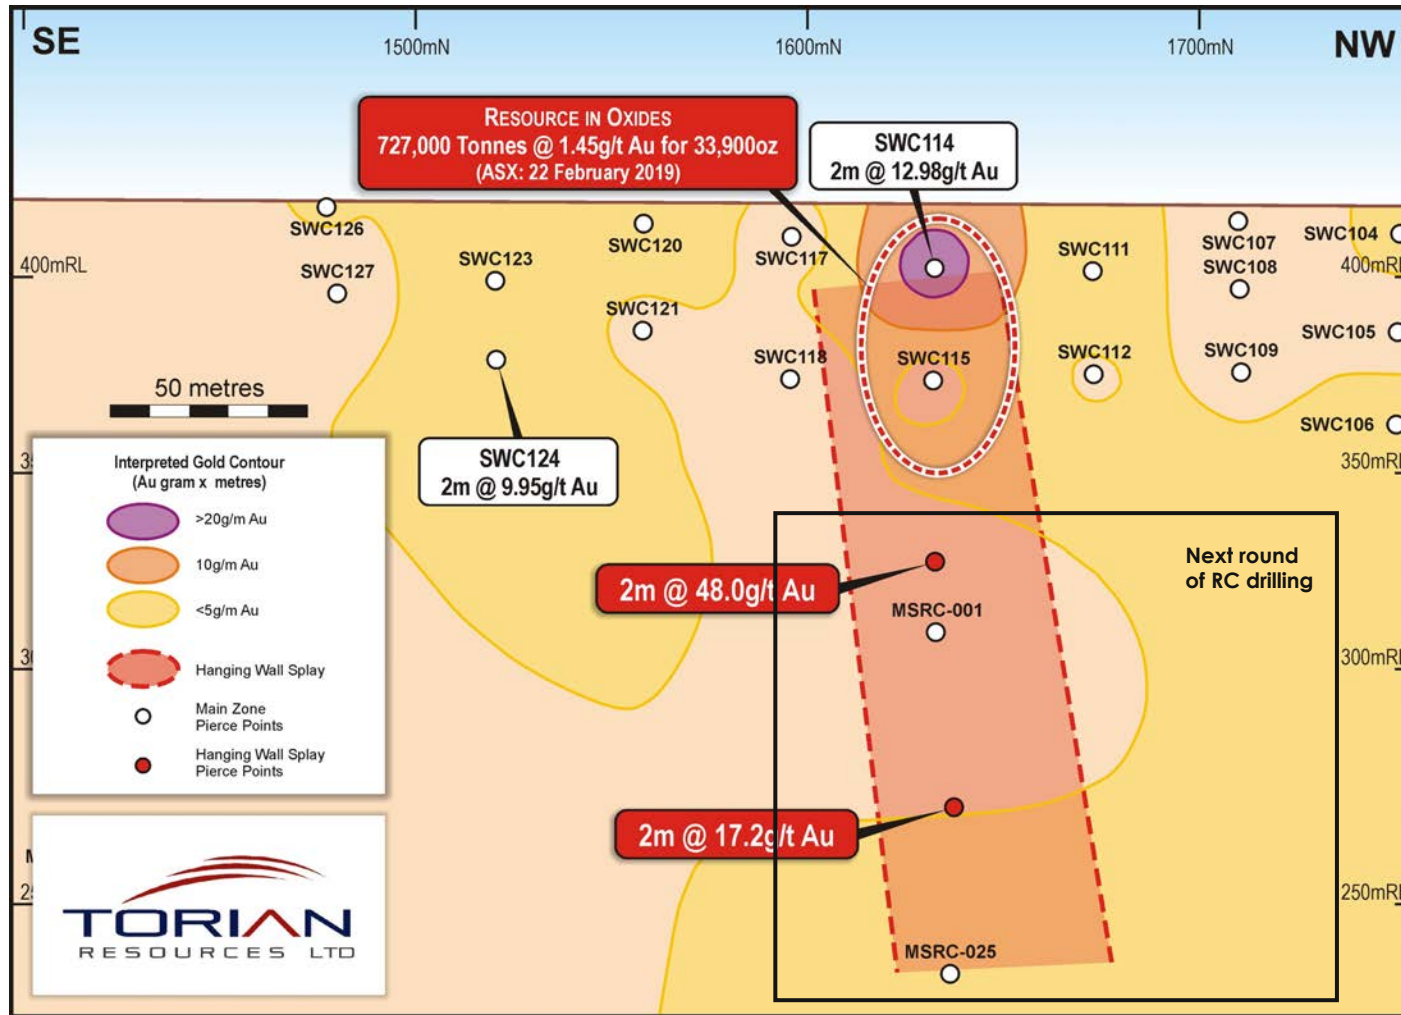 SE
1500mN
1600mN
1700mN
NW
RESOURCE IN OXIDES
727,000 Tonnes @ 1.45g/t Au for 33,900oz
(ASX: 22 February 2019)
SWC114
2m @ 12.98g/t Au
SWC126
SWC127
SWC123
SWC120
SWC121
SWC117
SWC118
SWC115
SWC111
SWC112
SWC107
SWC108
SWC109
SWC104
SWC105
SWC106
400mRL
400mRL
50 metres
SWC124
2m @ 9.95g/t Au
350mRL
Interpreted Gold Contour
(Au gram x metres)
>20g/m Au
10g/m Au
<5g/m Au
Hanging Wall Splay
Main Zone
Pierce Points
Hanging Wall Splay
Pierce Points
Next round
of RC drilling
2m @ 48.0g/t Au
MSRC-001
300mRL
2m @ 17.2g/t Au
250mRL
MSRC-025
TORIAN
RESOURCES LTD